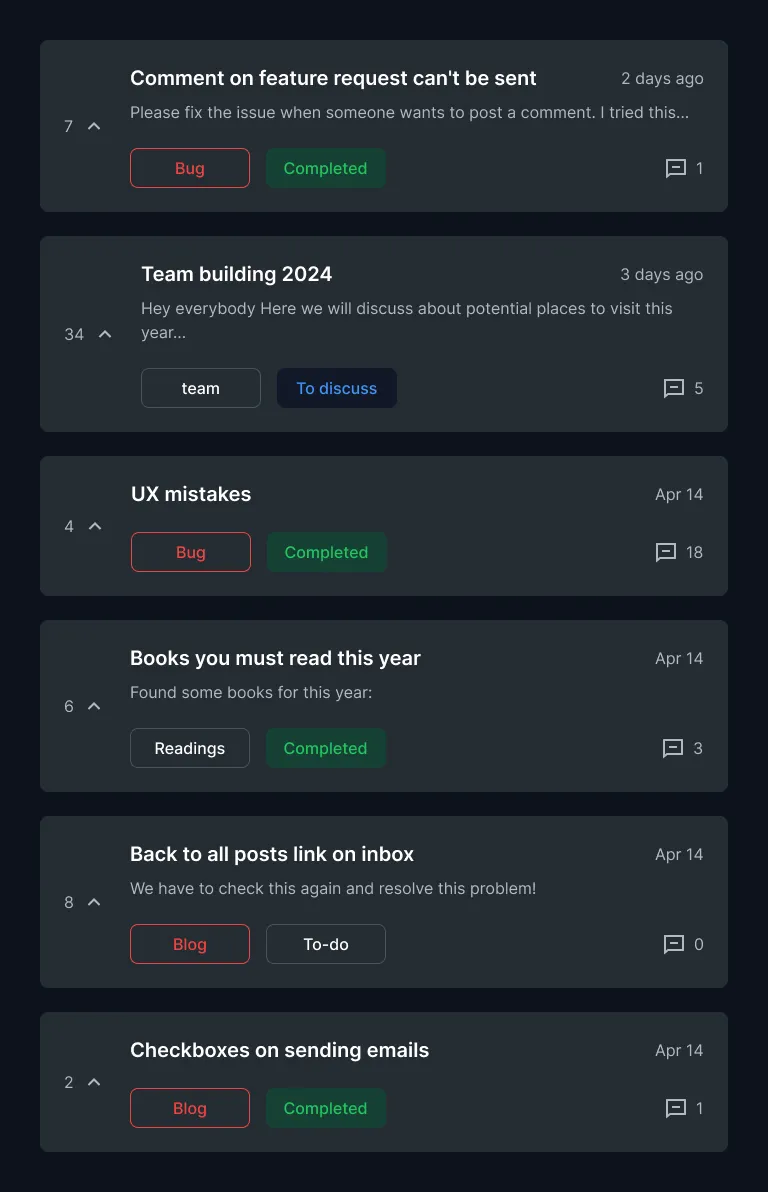 Comment on feature request can't be sent
2 days ago
Please fix the issue when someone wants to post a comment. I tried this...
7
Bug
Completed
1
Team building 2024
3 days ago
Hey everybody Here we will discuss about potential places to visit this
year...
34
team
To discuss
5
UX mistakes
Apr 14
4
Bug
Completed
18
Books you must read this year
Apr 14
Found some books for this year:
6
Readings
Completed
3
Back to all posts link on inbox
Apr 14
We have to check this again and resolve this problem!
8
Blog
To-do
0
Checkboxes on sending emails
Apr 14
2
Blog
Completed
1